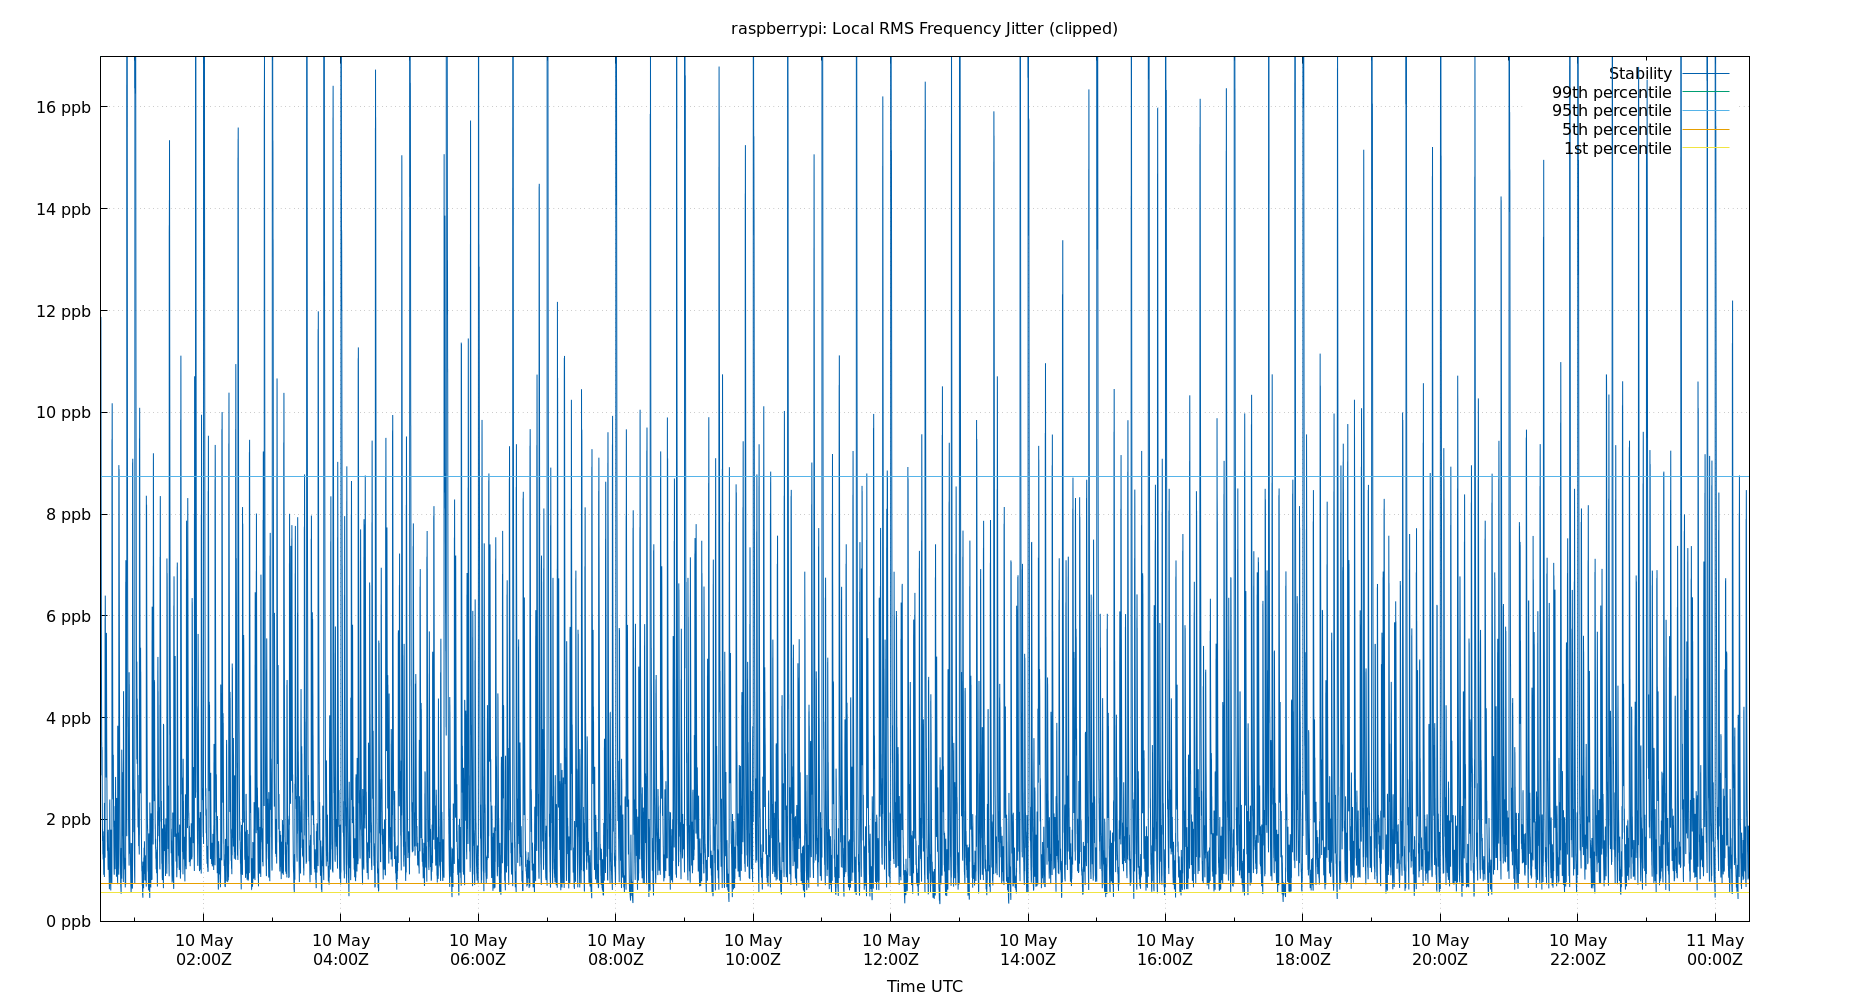 raspberrypi: Local RMS Frequency Jitter (clipped)
Stability
99th percentile
95th percentile
5th percentile
1st percentile
16 ppb
14 ppb
12 ppb
10 ppb
8 ppb
6 ppb
4 ppb
2 ppb
0 ppb
10 May 10 May 10 May 10 May 10 May 10 May 10 May 10 May 10 May 10 May 10 May 11 May
02:00Z 04:00Z 06:00Z 08:00Z 10:00Z 12:00Z 14:00Z 16:00Z 18:00Z 20:00Z 22:00Z 00:00Z
Time UTC